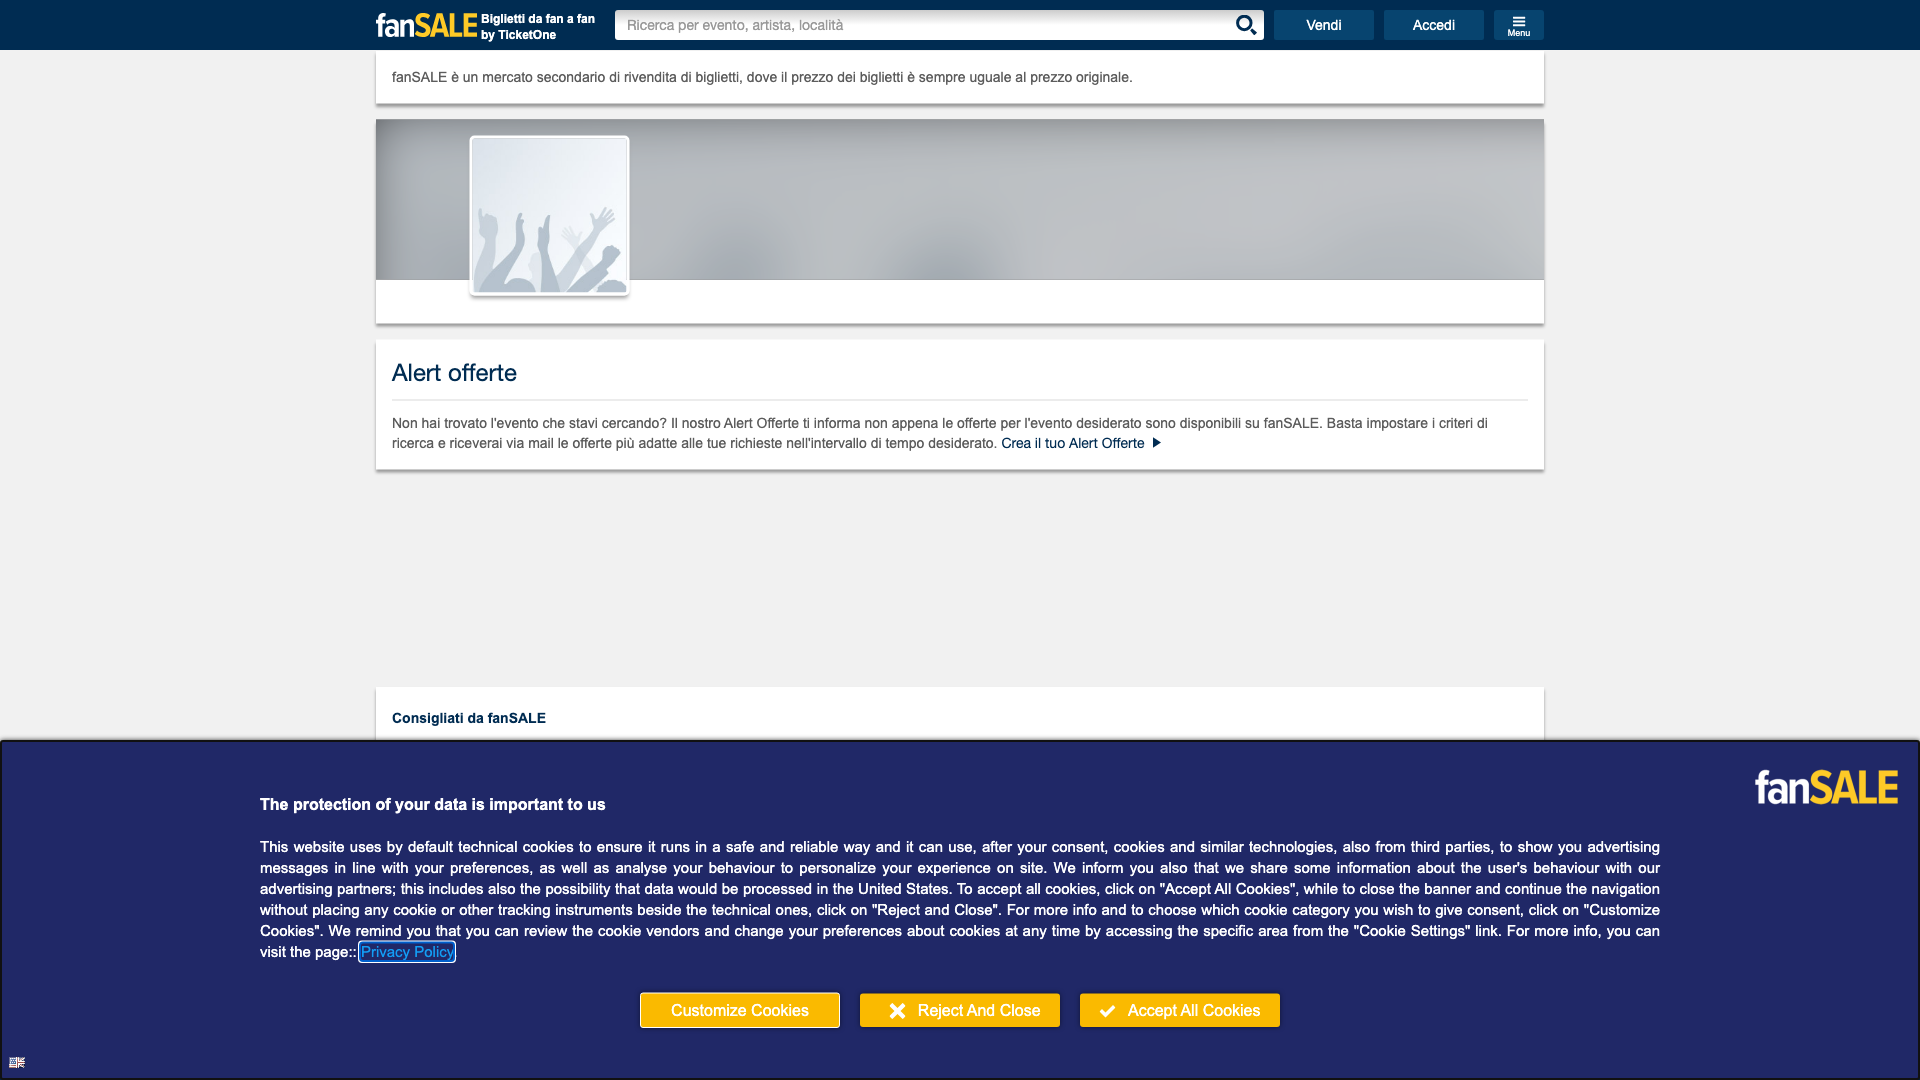 fanSALE Biglietti da fan a fan
by TicketOne
Ricerca per evento, artista, località
Vendi
Accedi
Menu
fanSALE è un mercato secondario di rivendita di biglietti, dove il prezzo dei biglietti è sempre uguale al prezzo originale.
Alert offerte
Non hai trovato l'evento che stavi cercando? Il nostro Alert Offerte ti informa non appena le offerte per l'evento desiderato sono disponibili su fanSALE. Basta impostare i criteri di
ricerca e riceverai via mail le offerte più adatte alle tue richieste nell'intervallo di tempo desiderato. Crea il tuo Alert Offerte
Consigliati da fanSALE
fanSALE
The protection of your data is important to us
This website uses by default technical cookies to ensure it runs in a safe and reliable way and it can use, after your consent, cookies and similar technologies, also from third parties, to show you advertising
messages in line with your preferences, as well as analyse your behaviour to personalize your experience on site. We inform you also that we share some information about the user's behaviour with our
advertising partners; this includes also the possibility that data would be processed in the United States. To accept all cookies, click on "Accept All Cookies", while to close the banner and continue the navigation
without placing any cookie or other tracking instruments beside the technical ones, click on "Reject and Close". For more info and to choose which cookie category you wish to give consent, click on "Customize
Cookies". We remind you that you can review the cookie vendors and change your preferences about cookies at any time by accessing the specific area from the "Cookie Settings" link. For more info, you can
visit the page:: Privacy Policy.
Customize Cookies
Reject And Close
Accept All Cookies